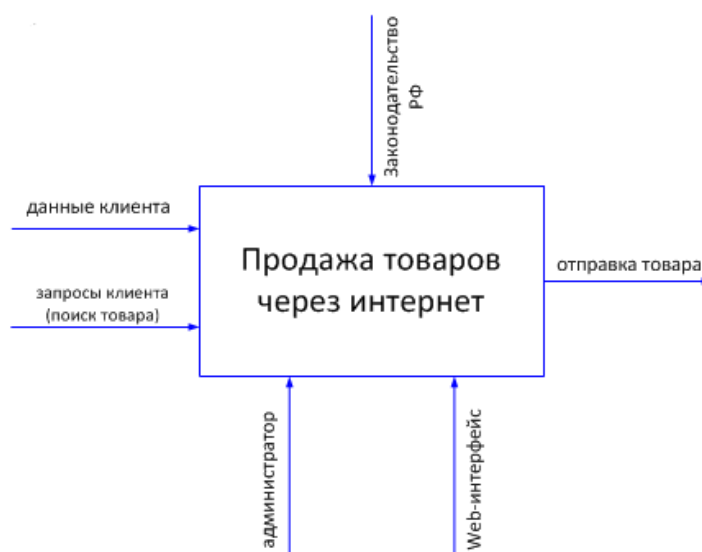 Законодательство
РФ
данные клиента
Продажа товаров
через интернет
отправка товара
запросы клиента
(поиск товара)
администратор
Web-интерфейс